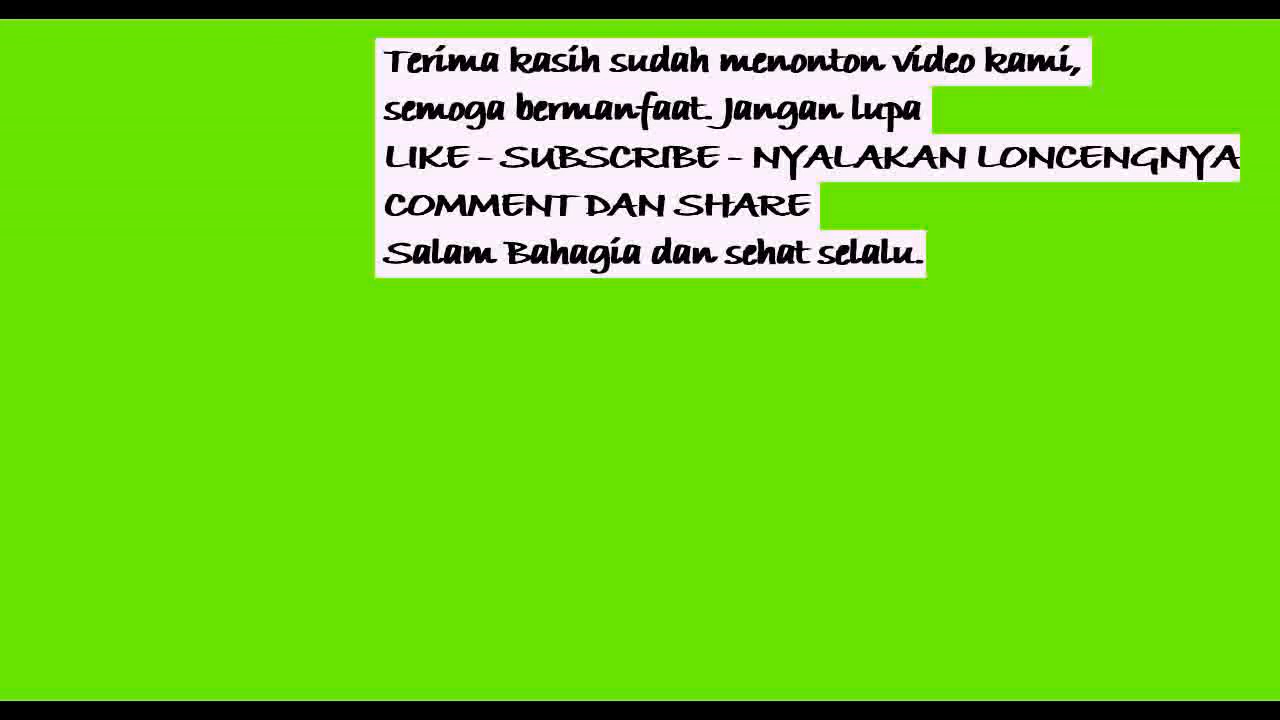 Terima kasih sudah menonton video kami,
semoga bermanfaat. Jangan lupa
LIKE - SUBSCRIBE - NYALAKAN LONCENGNYA
COMMENT DAN SHARE
Salam Bahagia dan sehat selalu.